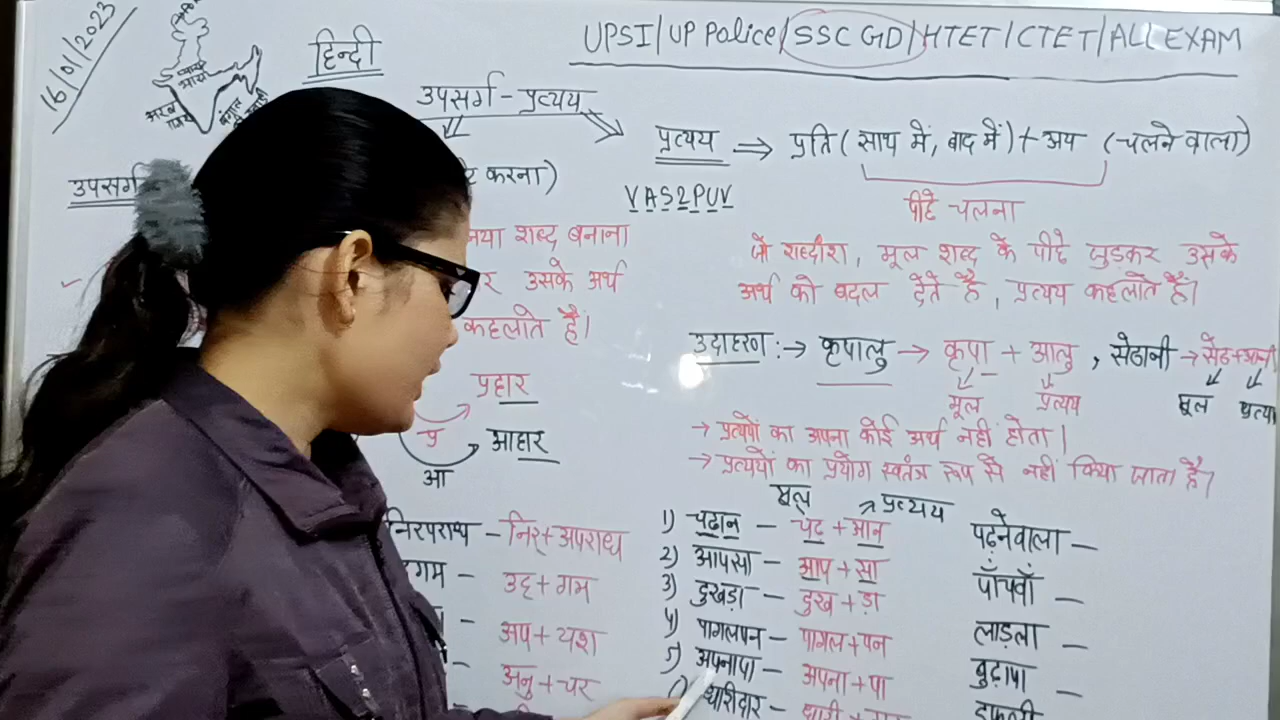 16/01/2023
हिन्दी
UPSI/UP Police/SSC GD/HTET/CTET/ALL EXAM
उपसर्ग-प्रत्यय
उपसर्ग
करना)
नया शब्द बनाना
र उसके अर्थ
कहलाते हैं।
प्रहार
प्र
आहार
आ
निरपराध - निर्+अपराध
उद्+गम
अप+यश
अनु+चर
प्रत्यय ⇒ प्रति (साथ में, बाद में)+अय (चलने वाला)
पीछे चलना
VAS2PUV
जो शब्दांश, मूल शब्द के पीछे जुड़कर उसके
अर्थ को बदल देते है, प्रत्यय कहलाते है।
उदाहरण :→ कृपालु → कृपा + आलु, सेठानी → सेठ+आनी
मूल प्रत्यय मूल
→ प्रत्ययों का अपना कोई अर्थ नहीं होता।
→ प्रत्ययों का प्रयोग स्वतंत्र रूप से नहीं किया जाता है।
मूल प्रत्यय
1) चढ़ान - चढ़ + आन
2) आपसा - आप + सा
3) दुखड़ा - दुख + ड़ा
4) पागलपन - पागल+पन
5) अपनापा - अपना+पा
धारीदार - धारी +
पढ़नेवाला -
पाँचवाँ -
लाड़ला -
बुढ़ापा -